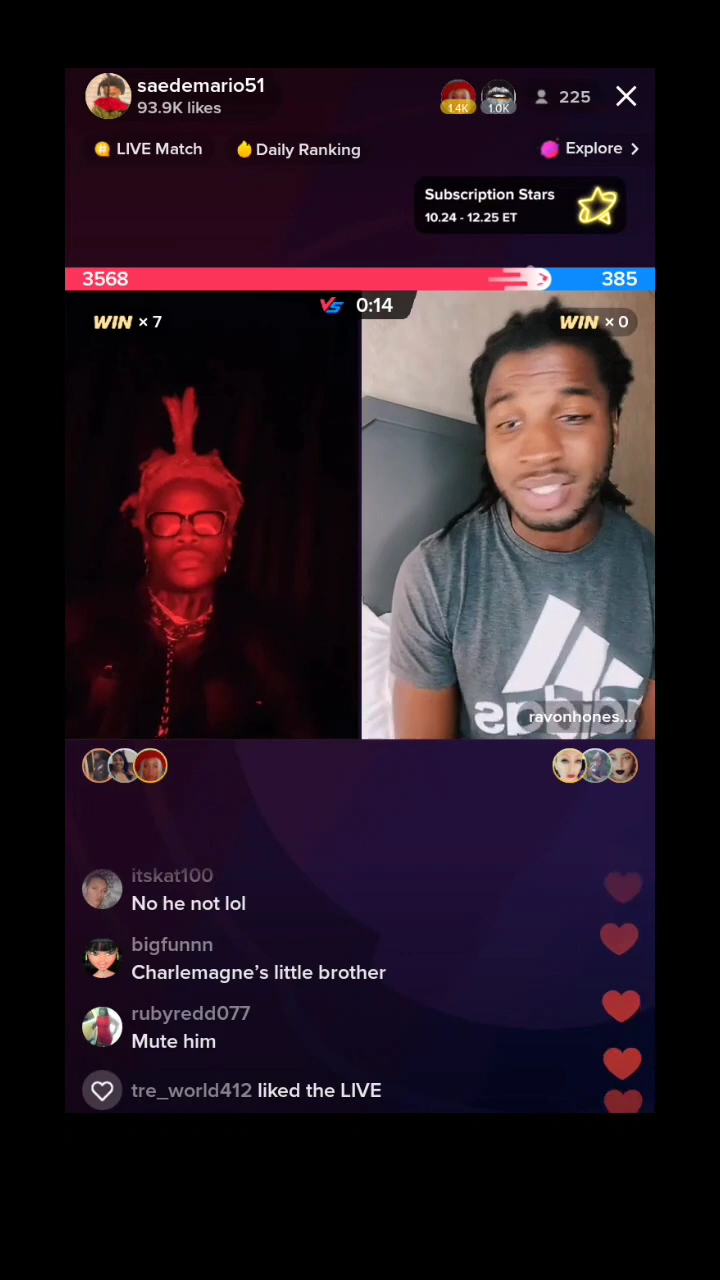 saedemario51
93.9K likes
1.4K
1.0K
225
LIVE Match
Daily Ranking
Explore
Subscription Stars
10.24 - 12.25 ET
3568
385
VS 0:14
WIN × 7
WIN × 0
adidas
ravonhones...
itskat100
No he not lol
bigfunnn
Charlemagne’s little brother
rubyredd077
Mute him
tre_world412 liked the LIVE